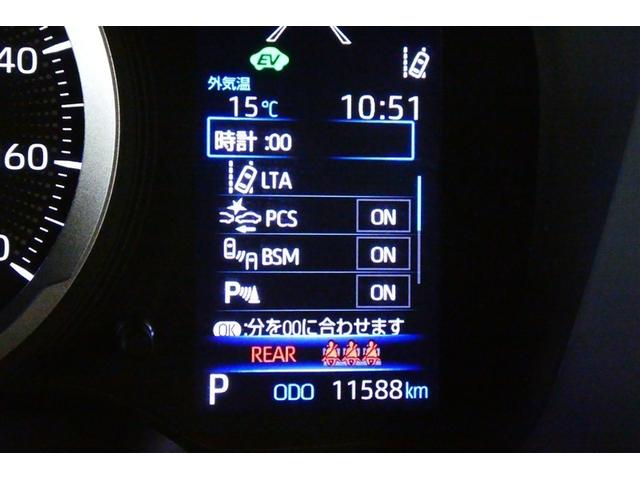 40
EV
外気温
15℃ 10:51
時計 :00
60
LTA
PCS ON
BSM ON
P ON
OK :分を00に合わせます
REAR
P ODO 11588km